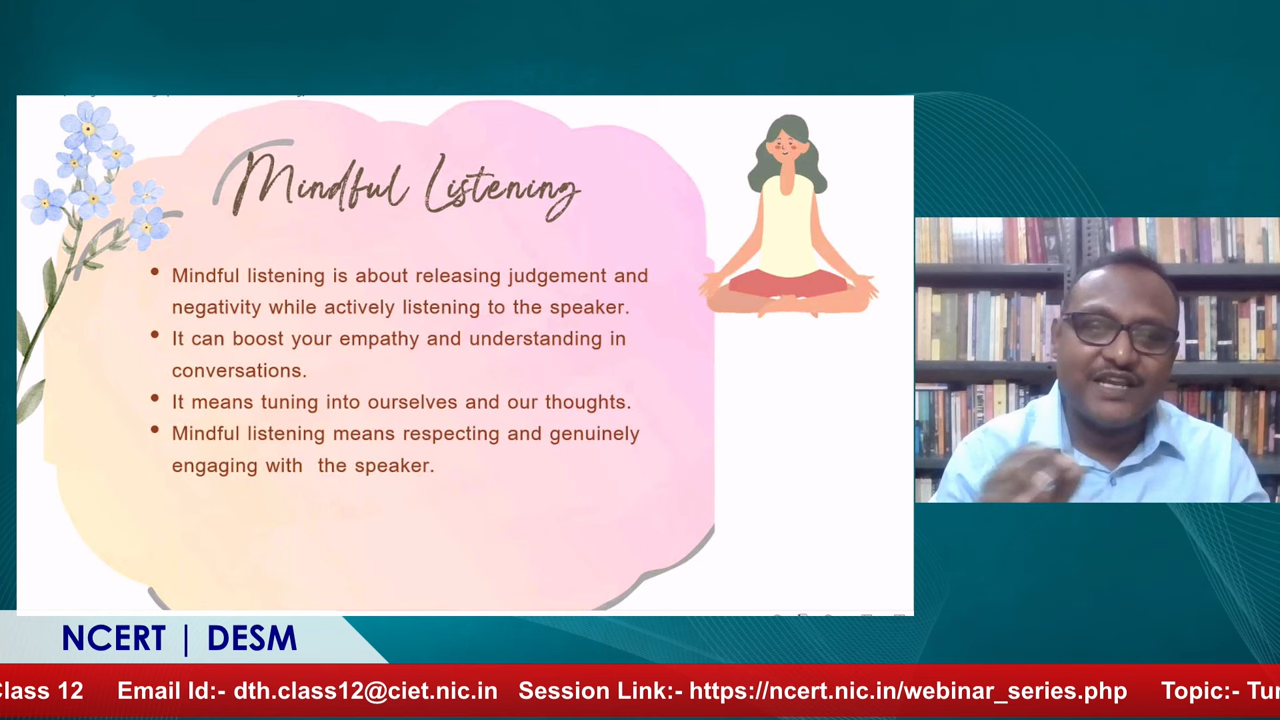 Mindful Listening
• Mindful listening is about releasing judgement and
negativity while actively listening to the speaker.
• It can boost your empathy and understanding in
conversations.
• It means tuning into ourselves and our thoughts.
• Mindful listening means respecting and genuinely
engaging with the speaker.
NCERT | DESM
Class 12 Email Id:- dth.class12@ciet.nic.in Session Link:- https://ncert.nic.in/webinar_series.php Topic:- Tur